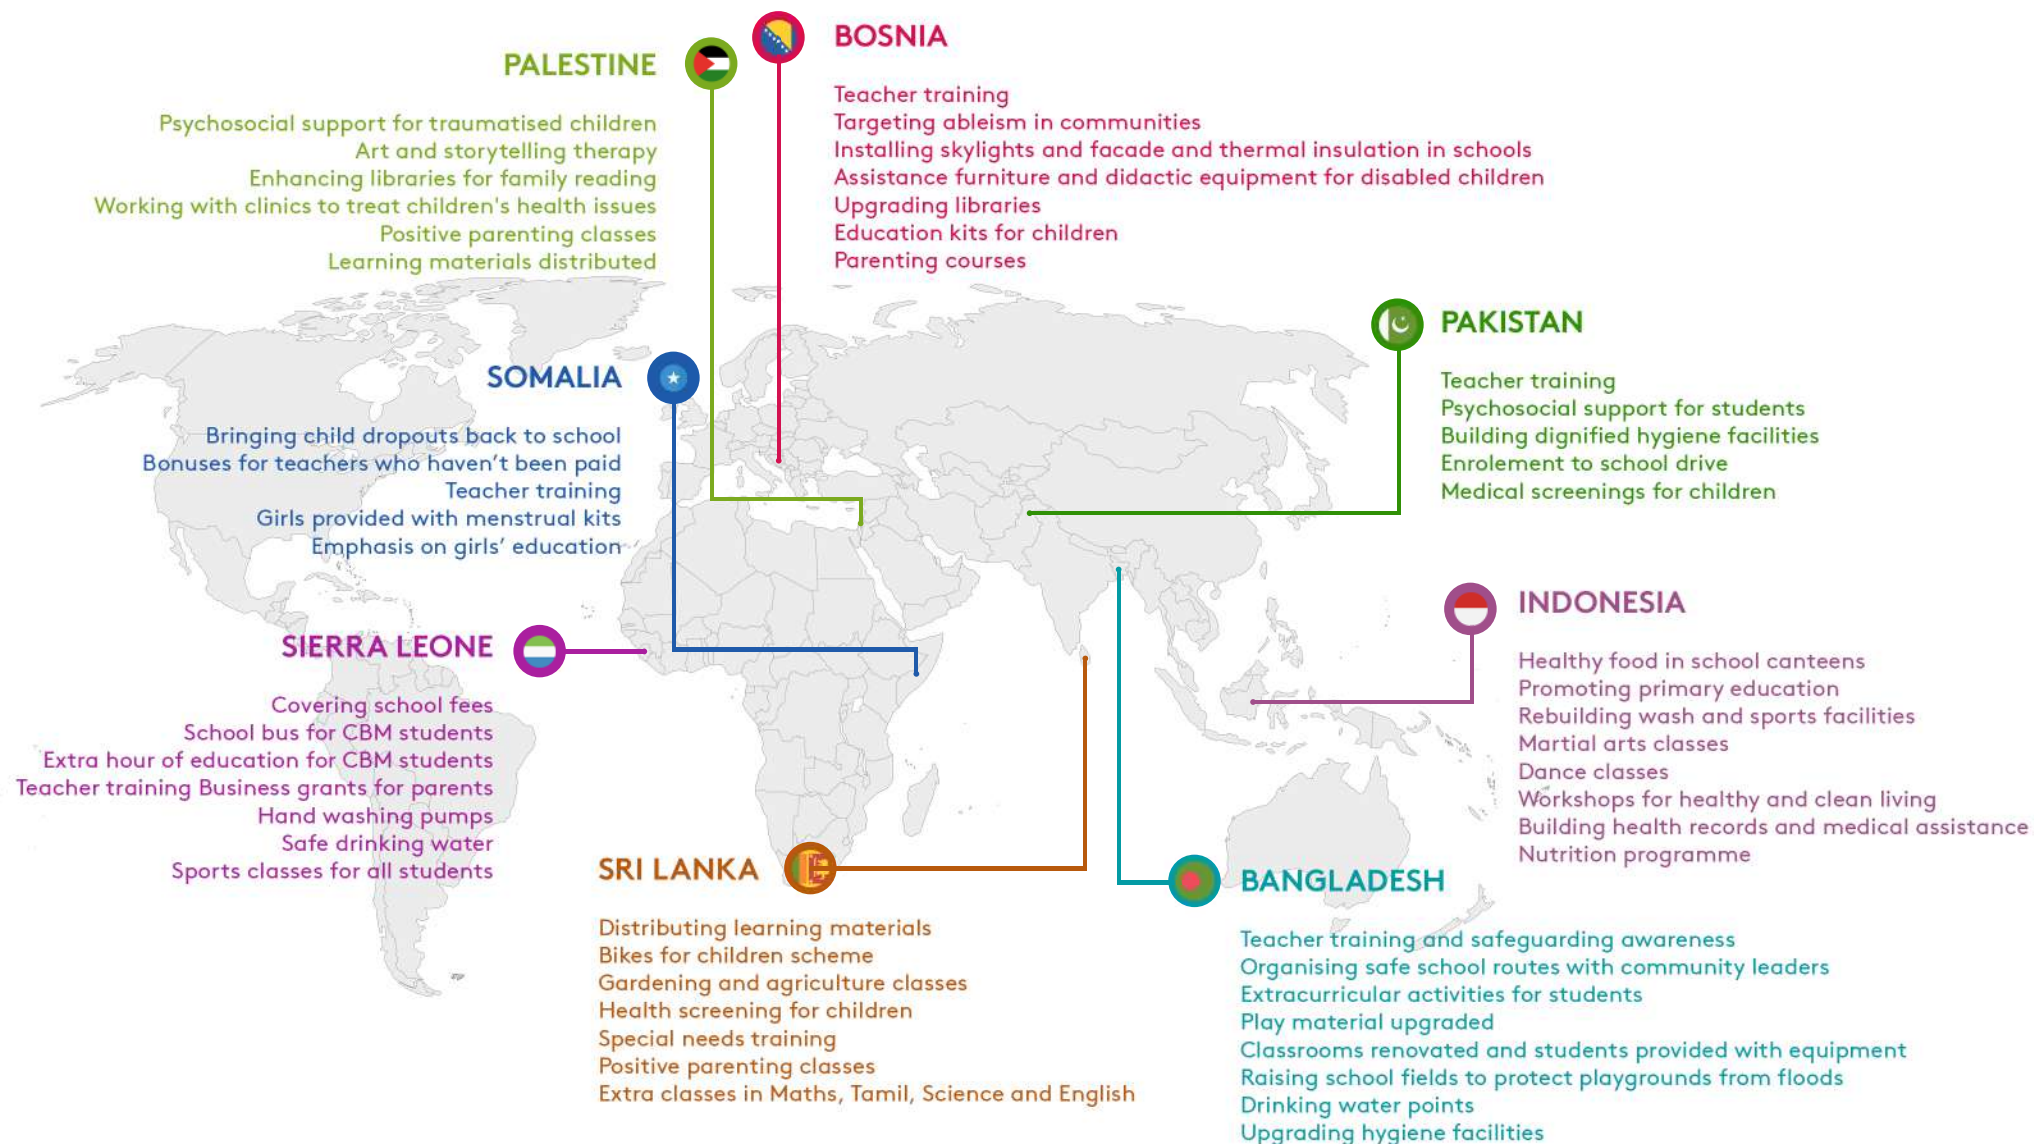 BOSNIA
Teacher training
Targeting ableism in communities
Installing skylights and facade and thermal insulation in schools
Assistance furniture and didactic equipment for disabled children
Upgrading libraries
Education kits for children
Parenting courses
PALESTINE
Psychosocial support for traumatised children
Art and storytelling therapy
Enhancing libraries for family reading
Working with clinics to treat children's health issues
Positive parenting classes
Learning materials distributed
PAKISTAN
Teacher training
Psychosocial support for students
Building dignified hygiene facilities
Enrolement to school drive
Medical screenings for children
SOMALIA
Bringing child dropouts back to school
Bonuses for teachers who haven't been paid
Teacher training
Girls provided with menstrual kits
Emphasis on girls' education
INDONESIA
Healthy food in school canteens
Promoting primary education
Rebuilding wash and sports facilities
Martial arts classes
Dance classes
Workshops for healthy and clean living
Building health records and medical assistance
Nutrition programme
SIERRA LEONE
Covering school fees
School bus for CBM students
Extra hour of education for CBM students
Teacher training Business grants for parents
Hand washing pumps
Safe drinking water
Sports classes for all students
SRI LANKA
Distributing learning materials
Bikes for children scheme
Gardening and agriculture classes
Health screening for children
Special needs training
Positive parenting classes
Extra classes in Maths, Tamil, Science and English
BANGLADESH
Teacher training and safeguarding awareness
Organising safe school routes with community leaders
Extracurricular activities for students
Play material upgraded
Classrooms renovated and students provided with equipment
Raising school fields to protect playgrounds from floods
Drinking water points
Upgrading hygiene facilities